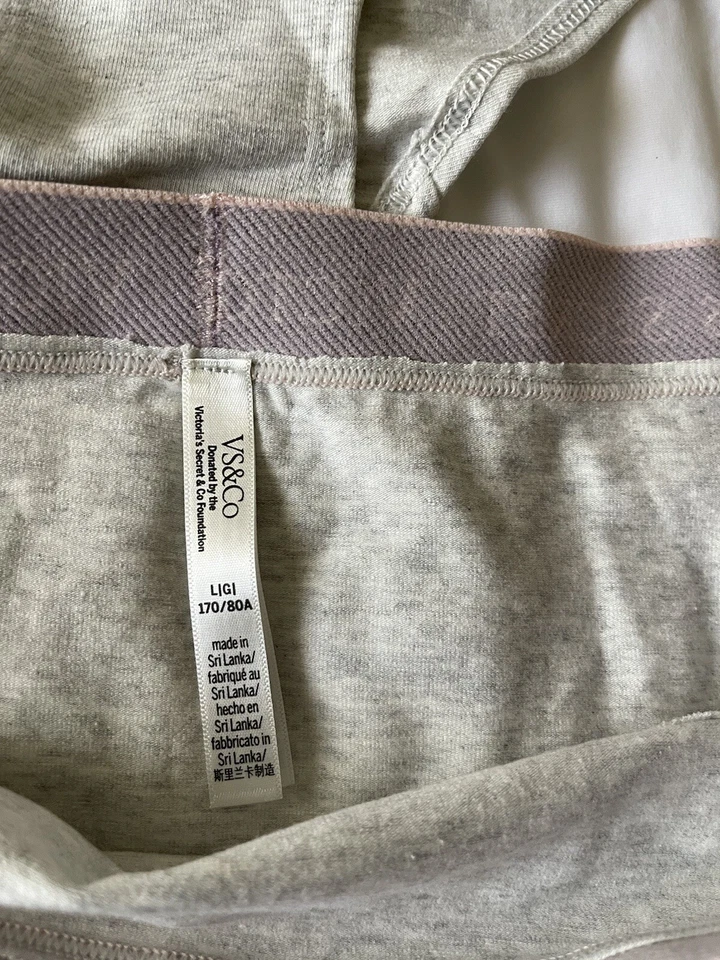 VS&Co
Donated by the
Victoria's Secret & Co Foundation
L|G|
170/80A
made in
Sri Lanka/
fabriqué au
Sri Lanka/
hecho en
Sri Lanka/
fabbricato in
Sri Lanka/
斯里兰卡制造